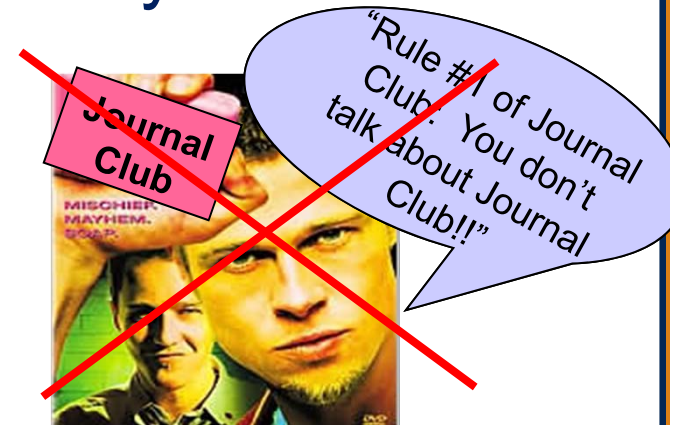 “Rule #1 of Journal
Club: You don’t
talk about Journal
Club!!”
Journal
Club
MISCHIEF.
MAYHEM.
SOAP.
DVD